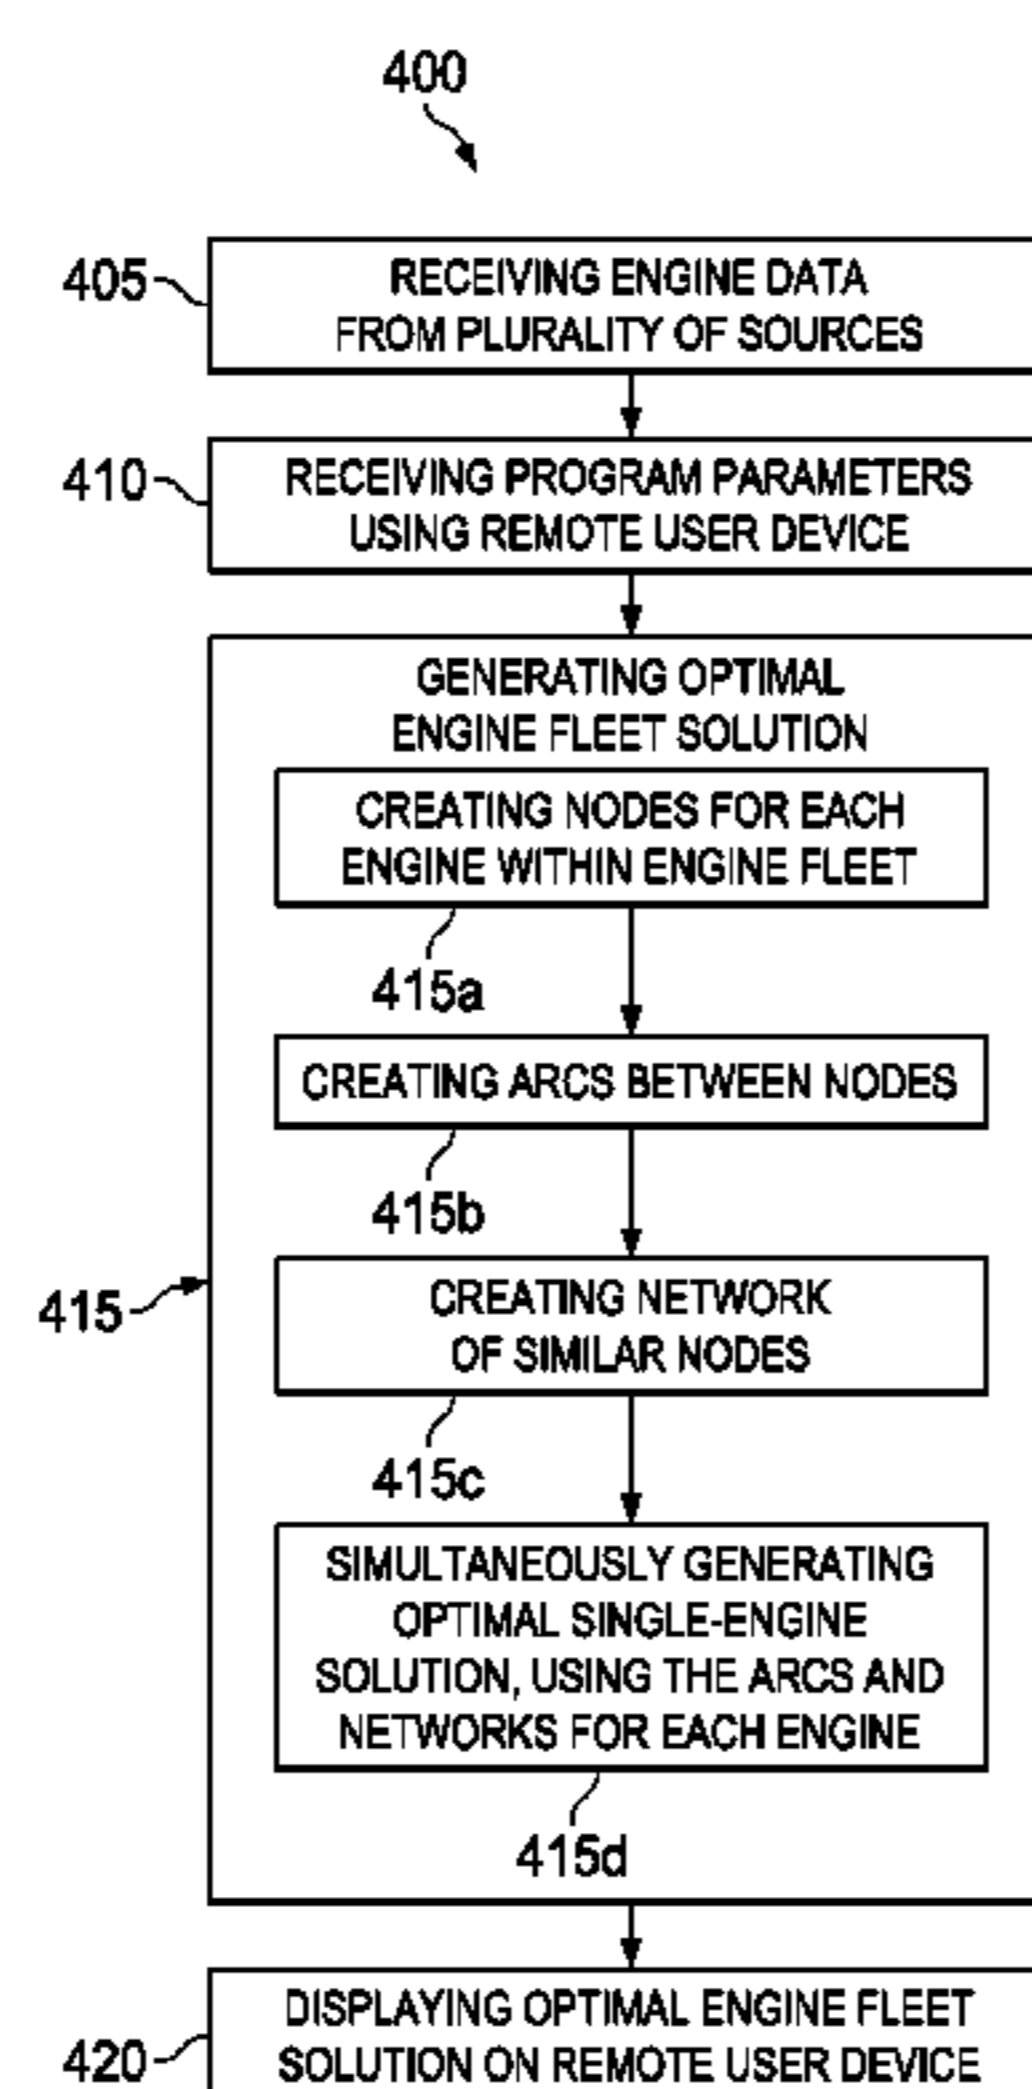 400
405
RECEIVING ENGINE DATA
FROM PLURALITY OF SOURCES
410
RECEIVING PROGRAM PARAMETERS
USING REMOTE USER DEVICE
415
GENERATING OPTIMAL
ENGINE FLEET SOLUTION
CREATING NODES FOR EACH
ENGINE WITHIN ENGINE FLEET
415a
CREATING ARCS BETWEEN NODES
415b
CREATING NETWORK
OF SIMILAR NODES
415c
SIMULTANEOUSLY GENERATING
OPTIMAL SINGLE-ENGINE
SOLUTION, USING THE ARCS AND
NETWORKS FOR EACH ENGINE
415d
420
DISPLAYING OPTIMAL ENGINE FLEET
SOLUTION ON REMOTE USER DEVICE